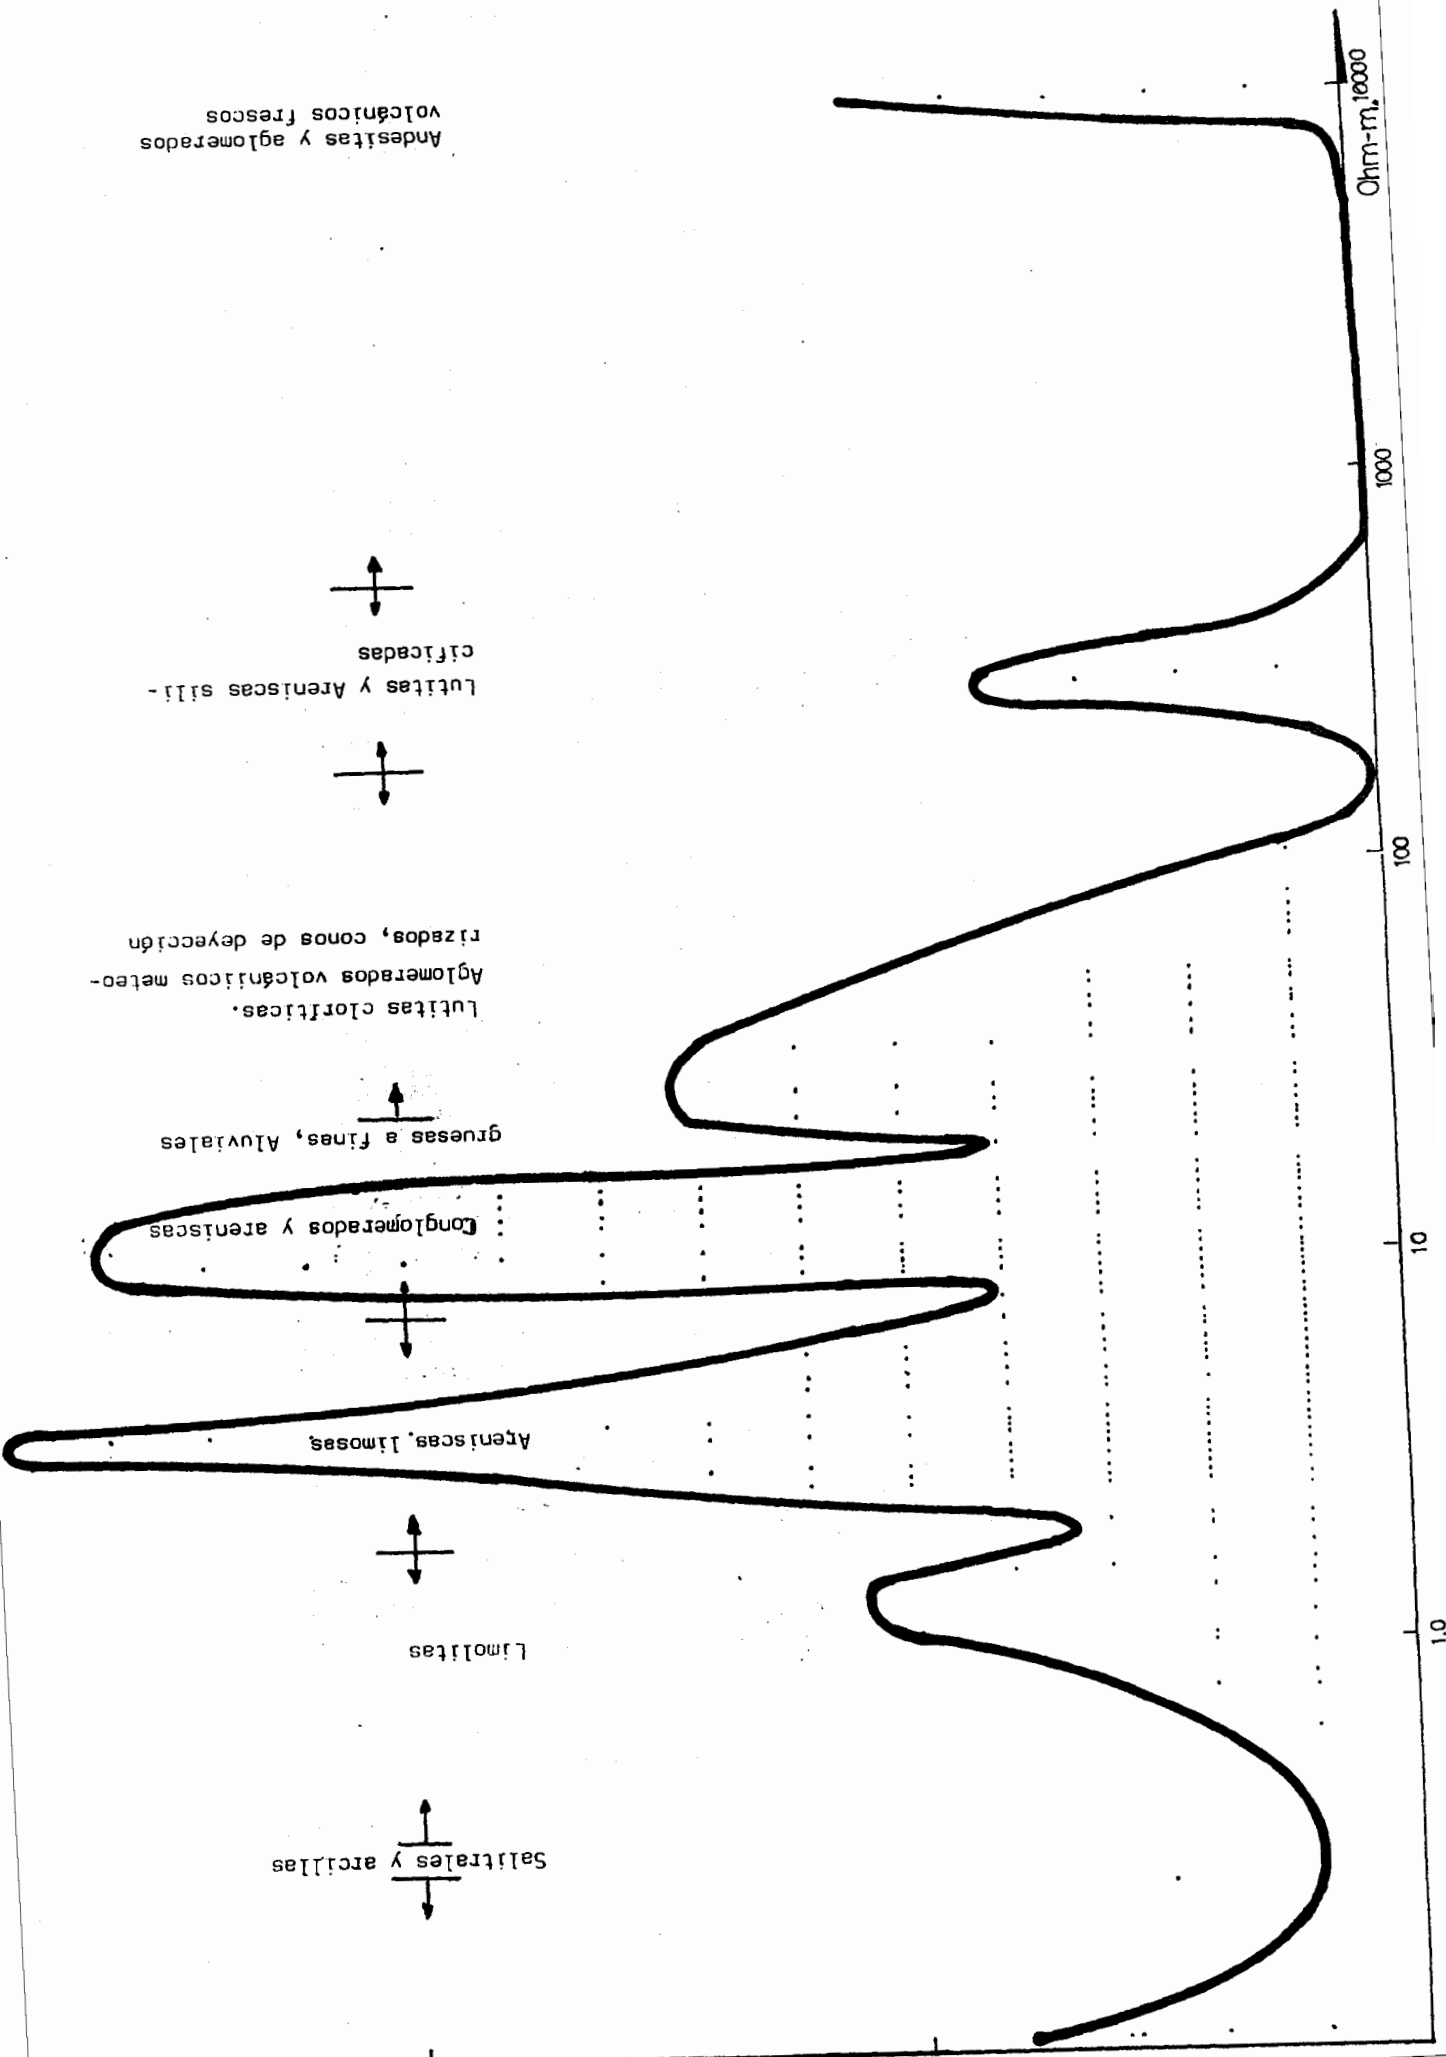 Salitrales y arcillas
Limolitas
Areniscas limosas
Conglomerados y areniscas
gruesas a finas, Aluviales
Lutitas cloríticas.
Aglomerados volcánicos meteo-
rizados, conos de deyección
Lutitas y Areniscas sili-
cificadas
Andesitas y aglomerados
volcánicos frescos
1.0
10
100
1000
10000
Ohm-m.